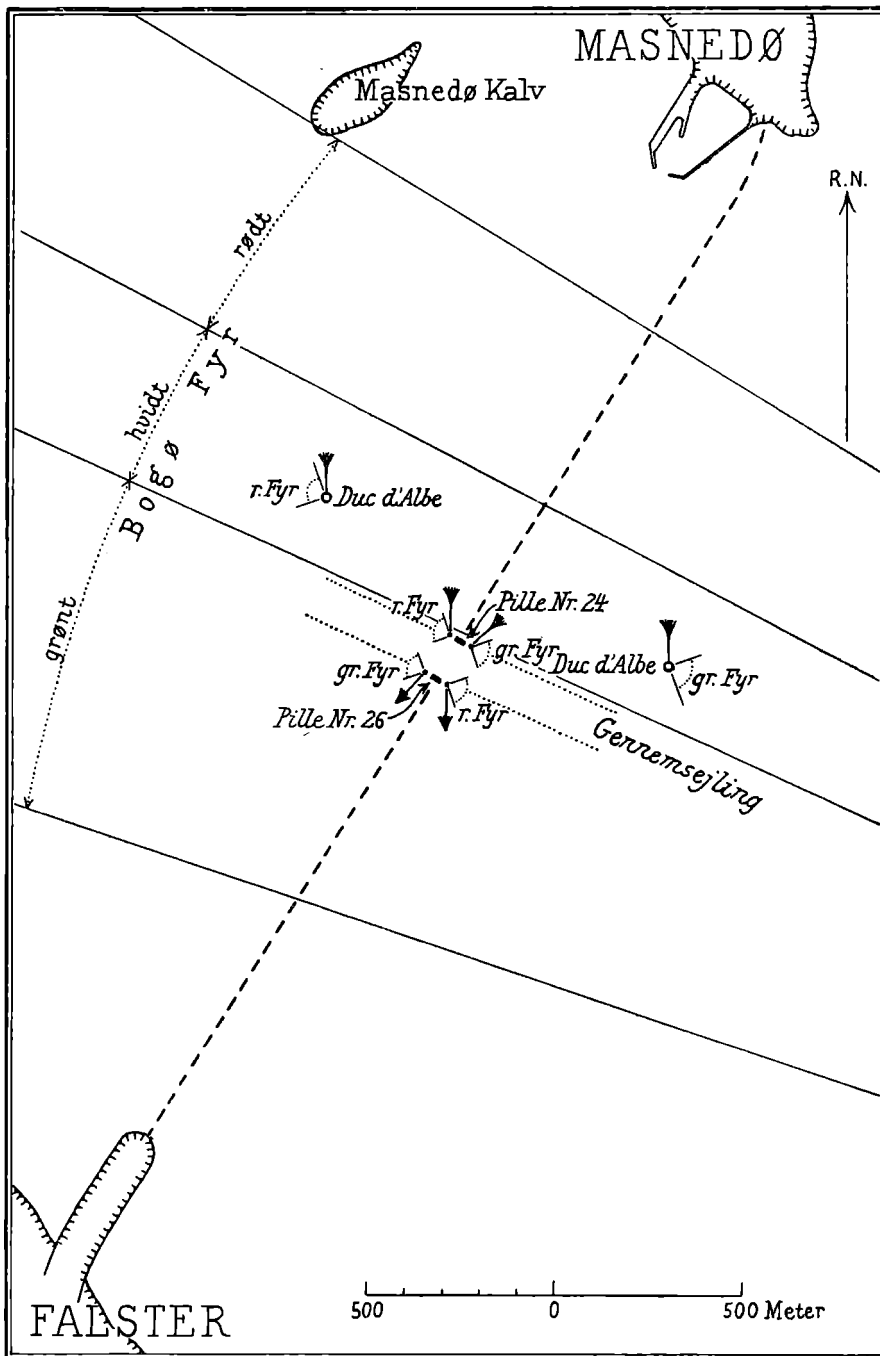 MASNEDØ
Masnedø Kalv
R.N.
rødt
hvidt
grønt
Bogø Fyr
r. Fyr
Duc d'Albe
r. Fyr
Pille Nr. 24
gr. Fyr
Duc d'Albe
gr. Fyr
gr. Fyr
Pille Nr. 26
r. Fyr
Gennemsejling
500 0 500 Meter
FALSTER